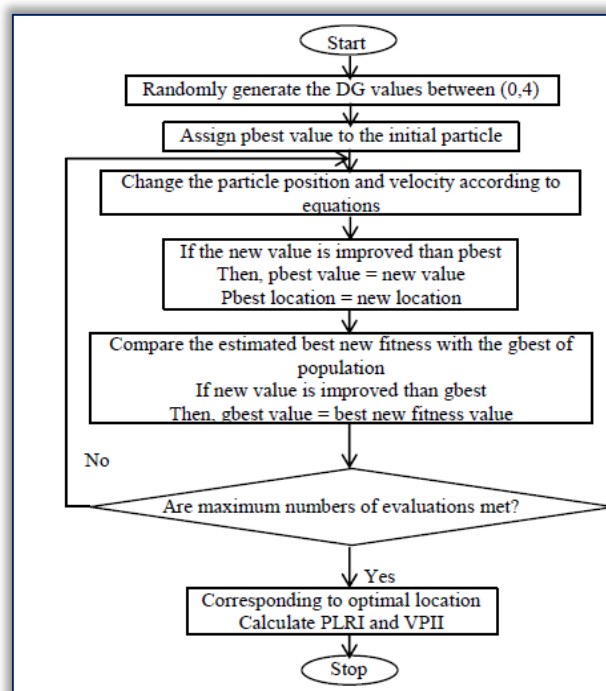 Start
Randomly generate the DG values between (0,4)
Assign pbest value to the initial particle
Change the particle position and velocity according to
equations
If the new value is improved than pbest
Then, pbest value = new value
Pbest location = new location
Compare the estimated best new fitness with the gbest of
population
If new value is improved than gbest
Then, gbest value = best new fitness value
No
Are maximum numbers of evaluations met?
Yes
Corresponding to optimal location
Calculate PLRI and VPII
Stop